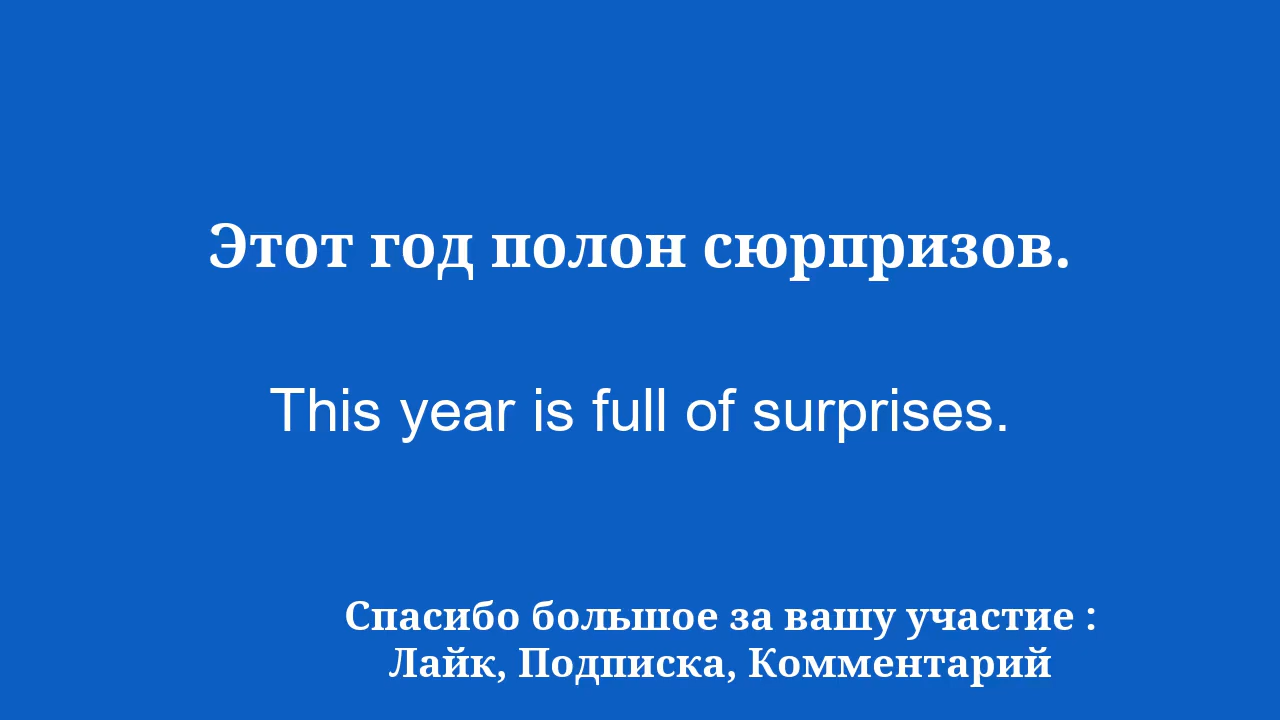 Этот год полон сюрпризов.
This year is full of surprises.
Спасибо большое за вашу участие :
Лайк, Подписка, Комментарий